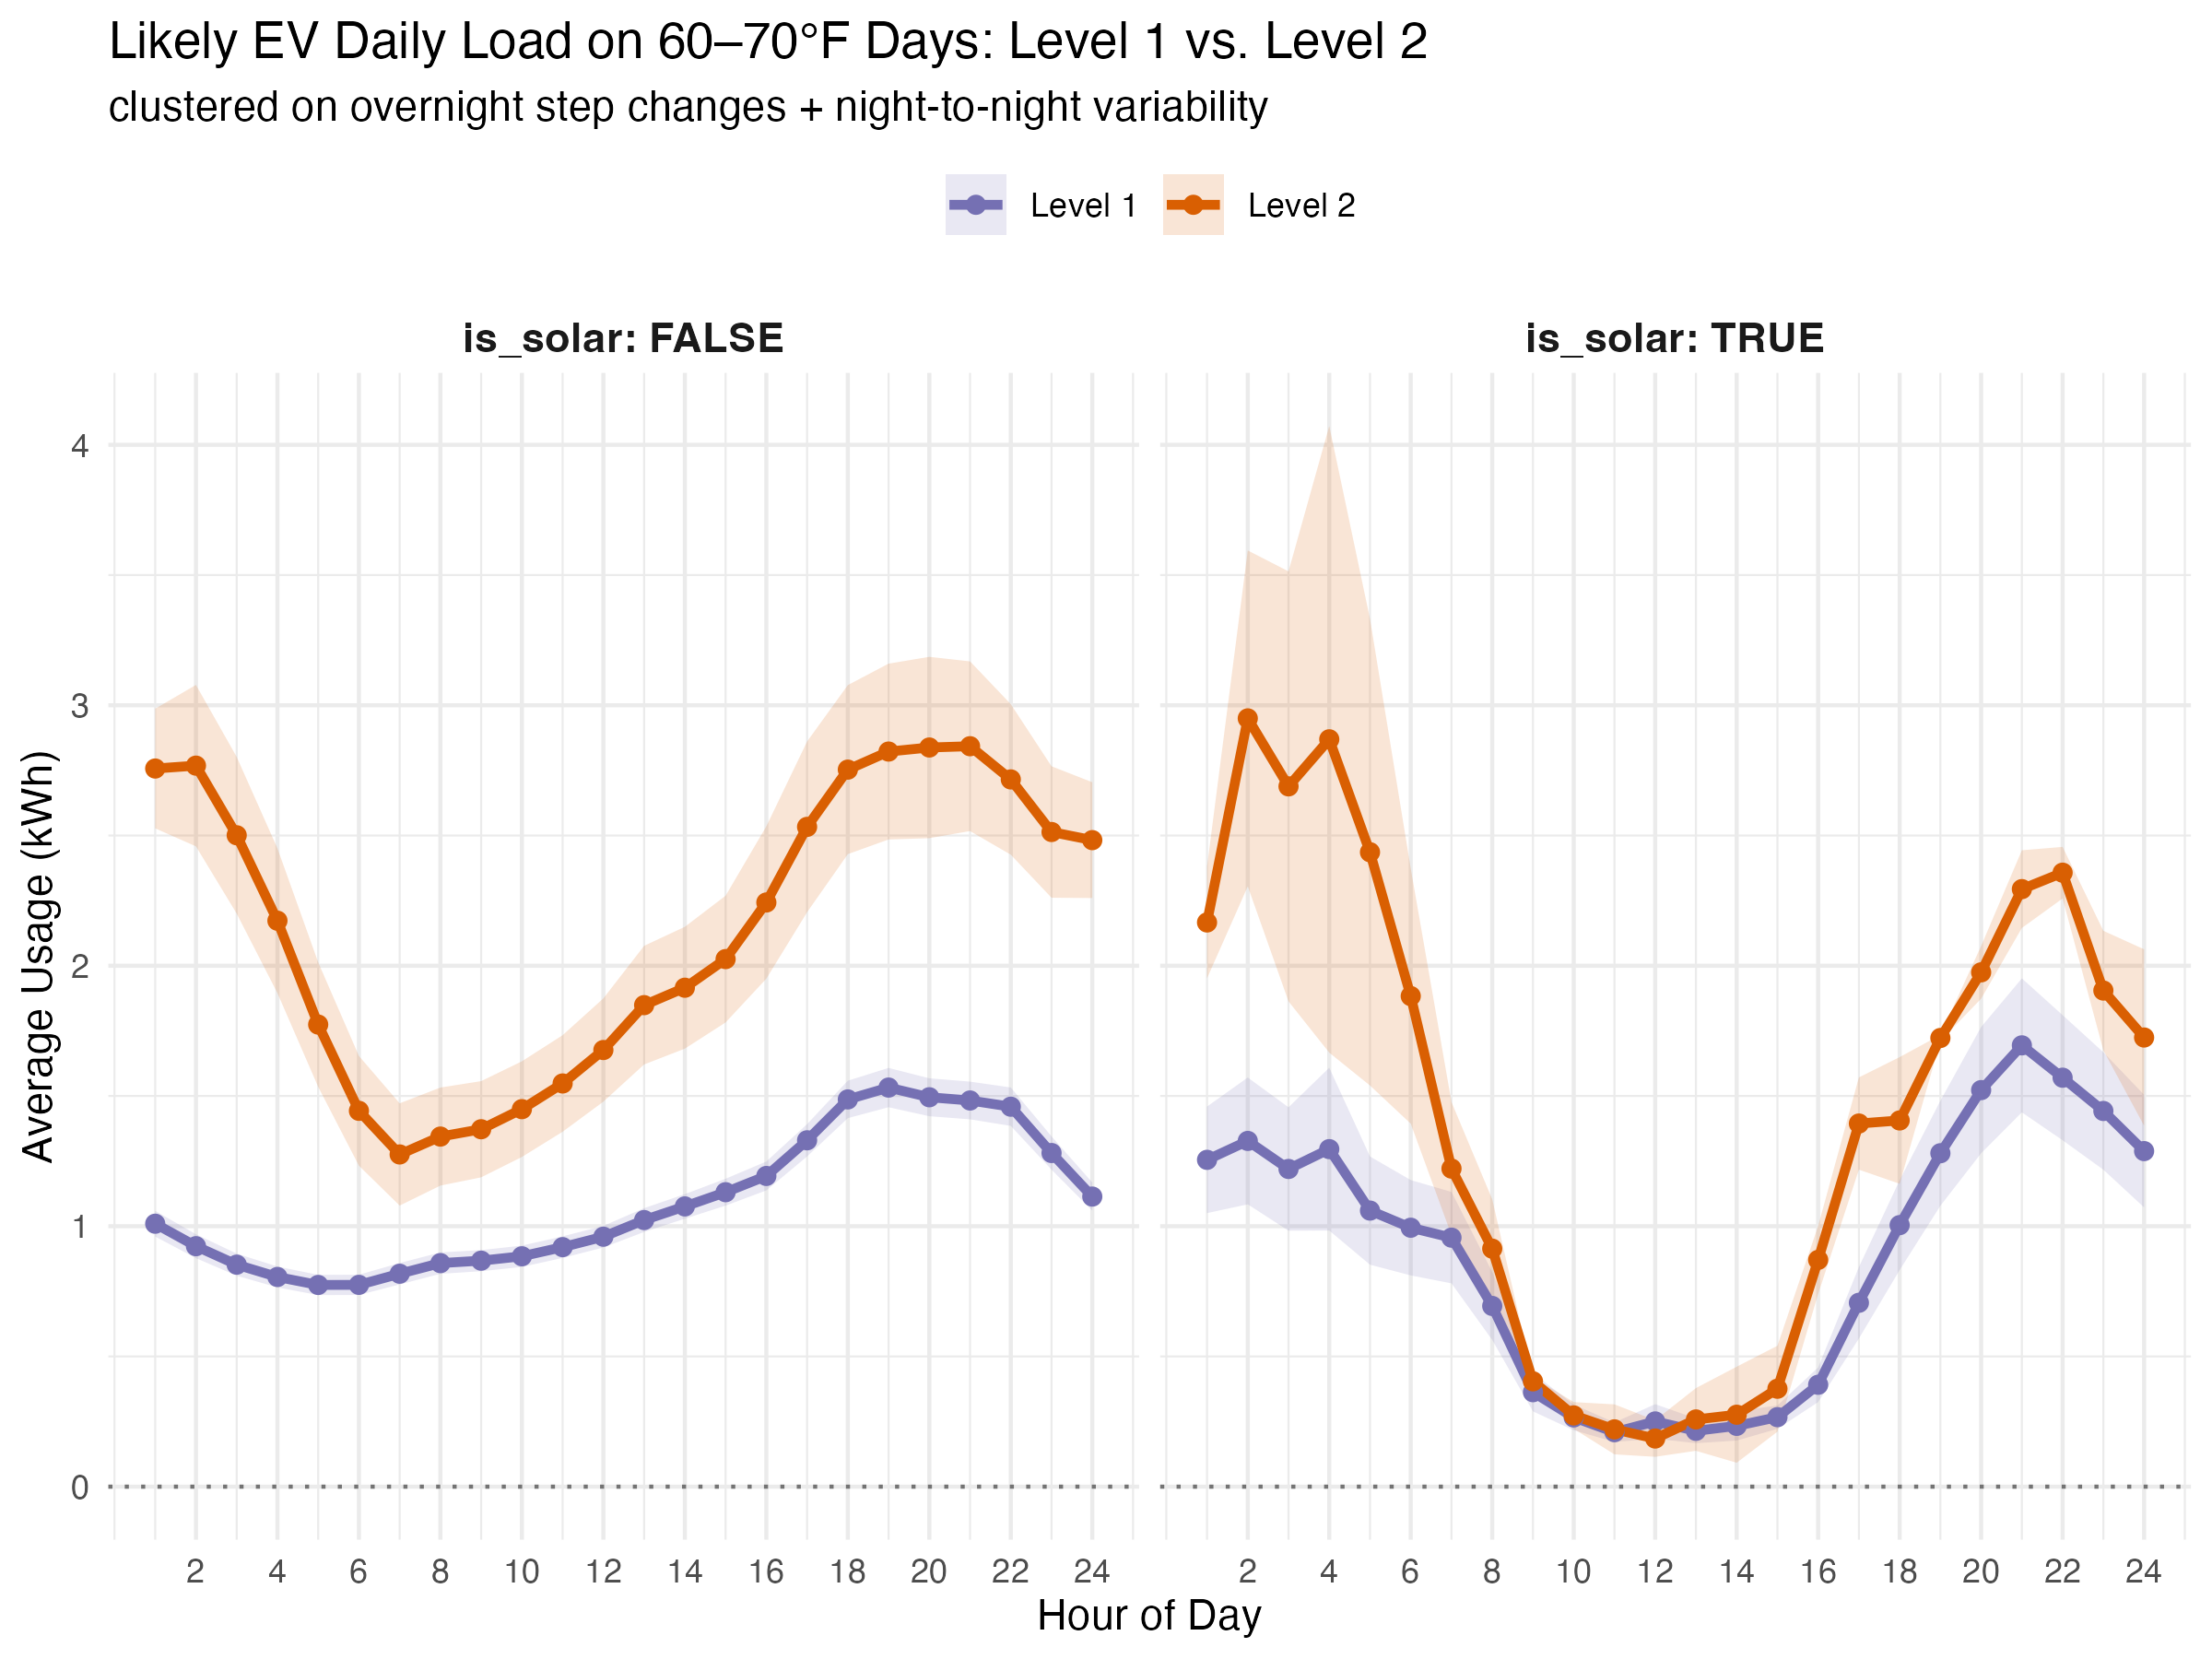 Likely EV Daily Load on 60–70°F Days: Level 1 vs. Level 2
clustered on overnight step changes + night-to-night variability
Level 1 Level 2
is_solar: FALSE is_solar: TRUE
4
3
2
1
0
Average Usage (kWh)
2 4 6 8 10 12 14 16 18 20 22 24 2 4 6 8 10 12 14 16 18 20 22 24
Hour of Day